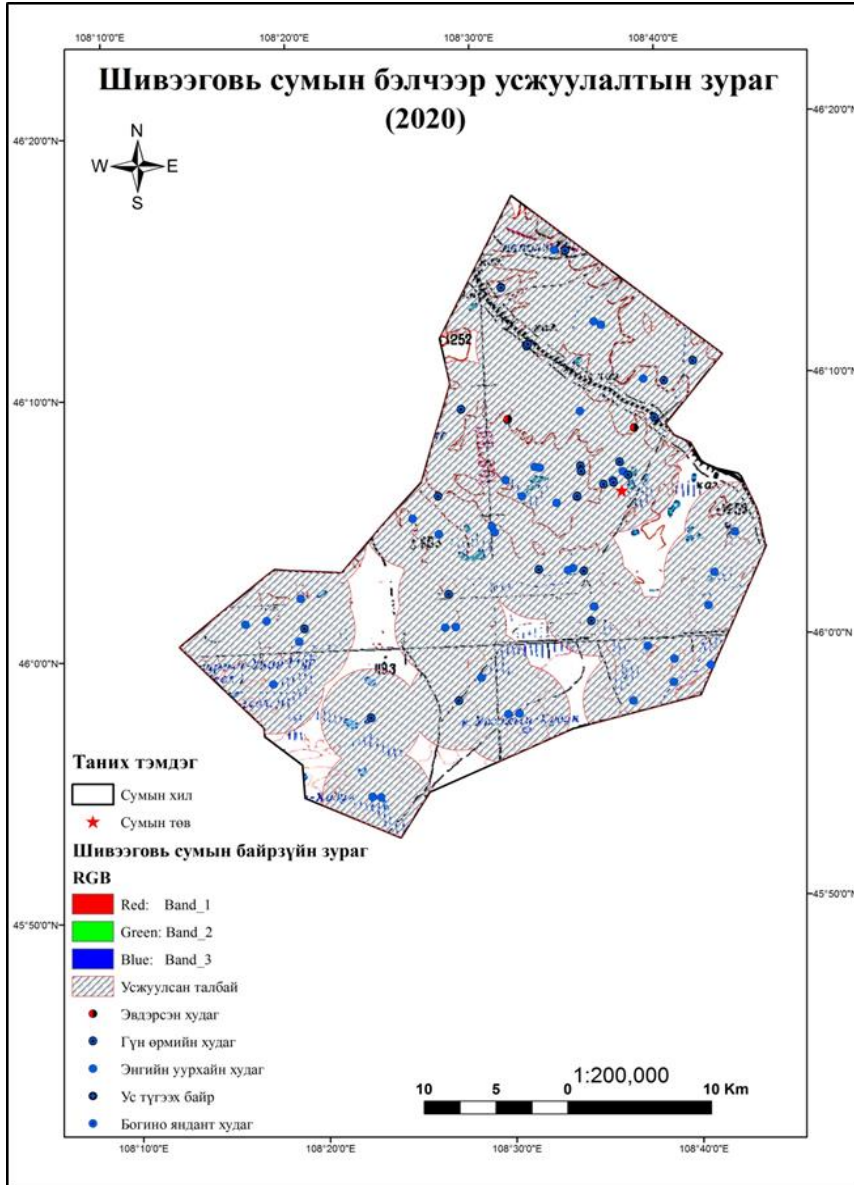 108°10'0"E 108°20'0"E 108°30'0"E 108°40'0"E
Шивээговь сумын бэлчээр усжуулалтын зураг
(2020)
46°20'0"N
46°20'0"N
N
W E
S
1252
кал.
46°10'0"N
46°10'0"N
кал.
46°0'0"N
46°0'0"N
1193
Таних тэмдэг
Сумын хил
Сумын төв
Шивээговь сумын байрзүйн зураг
RGB
Red: Band_1
Green: Band_2
Blue: Band_3
Усжуулсан талбай
Эвдэрсэн худаг
Гүн өрмийн худаг
Энгийн уурхайн худаг
Ус түгээх байр
Богино яндант худаг
45°50'0"N
45°50'0"N
1:200,000
10 5 0 10 Km
108°10'0"E 108°20'0"E 108°30'0"E 108°40'0"E